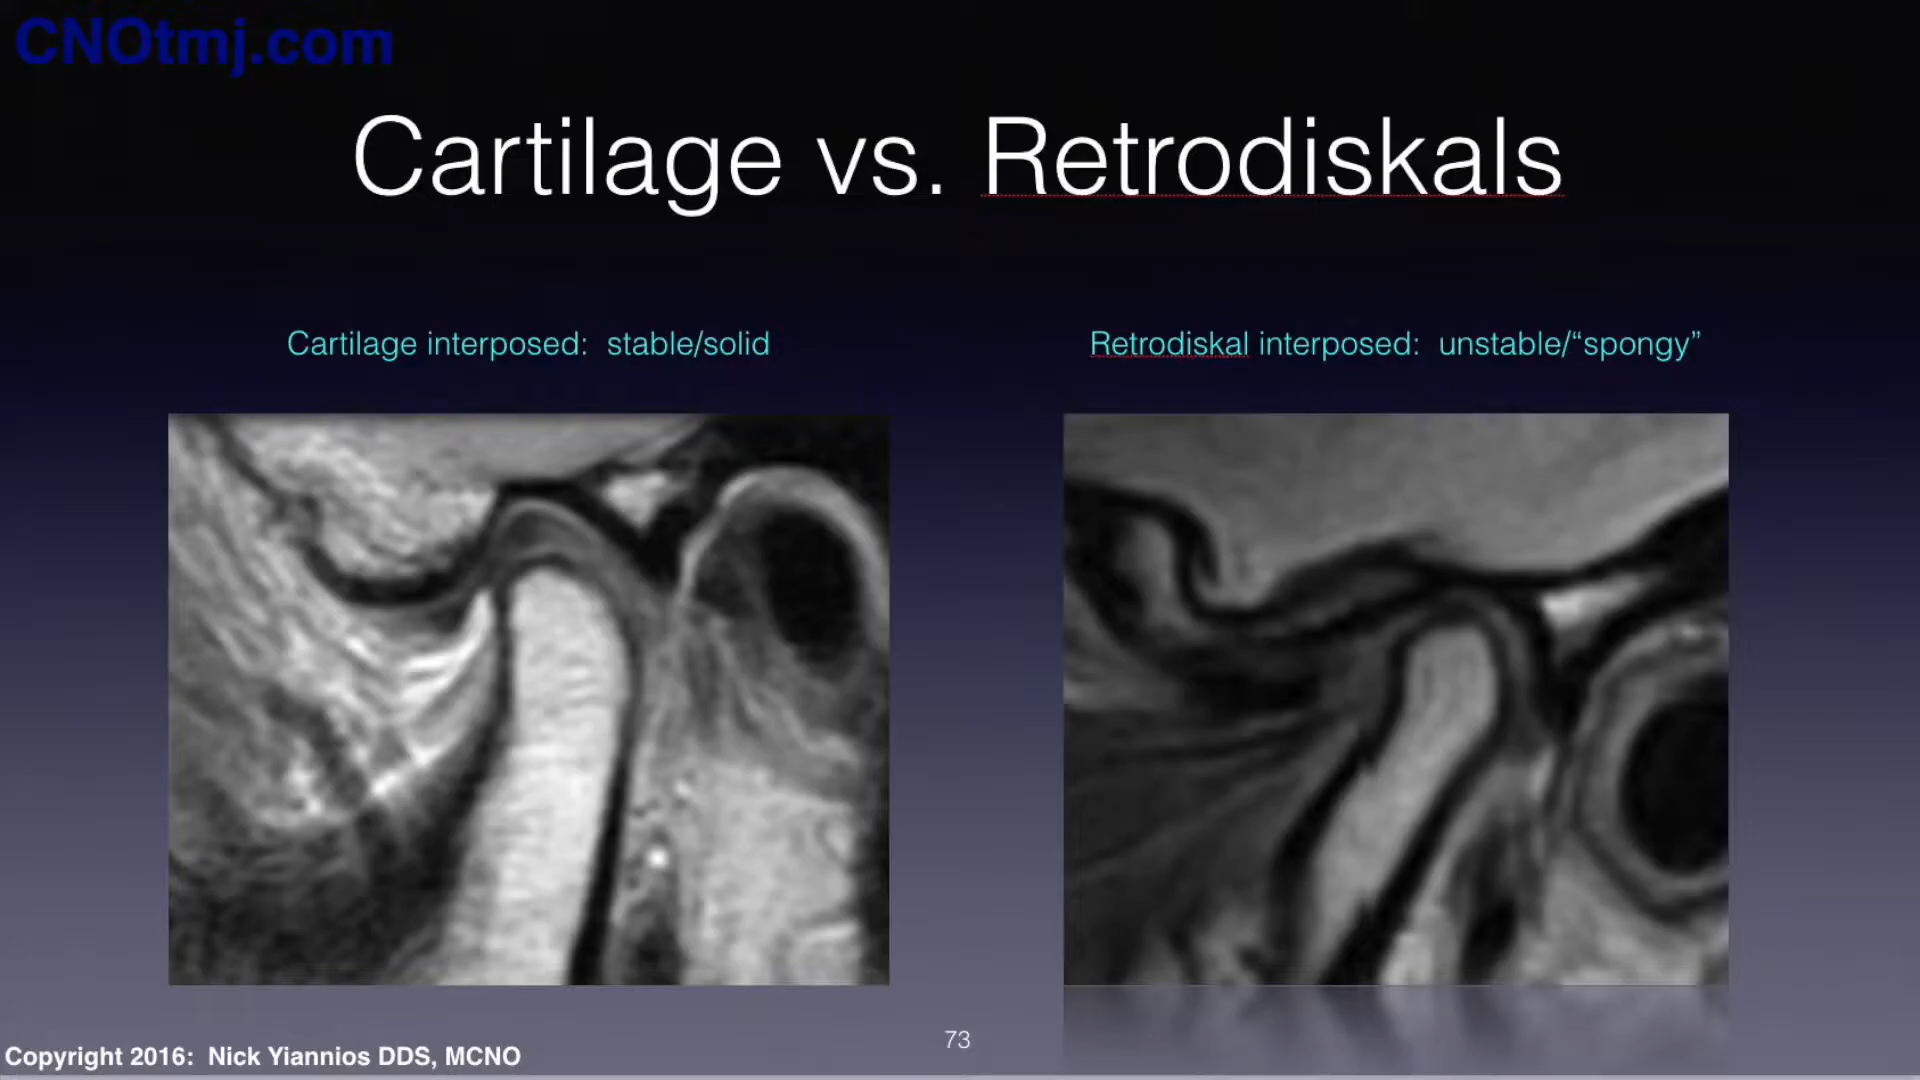 CNOtmj.com
Cartilage vs. Retrodiskals
Cartilage interposed: stable/solid
Retrodiskal interposed: unstable/“spongy”
73
Copyright 2016: Nick Yiannios DDS, MCNO